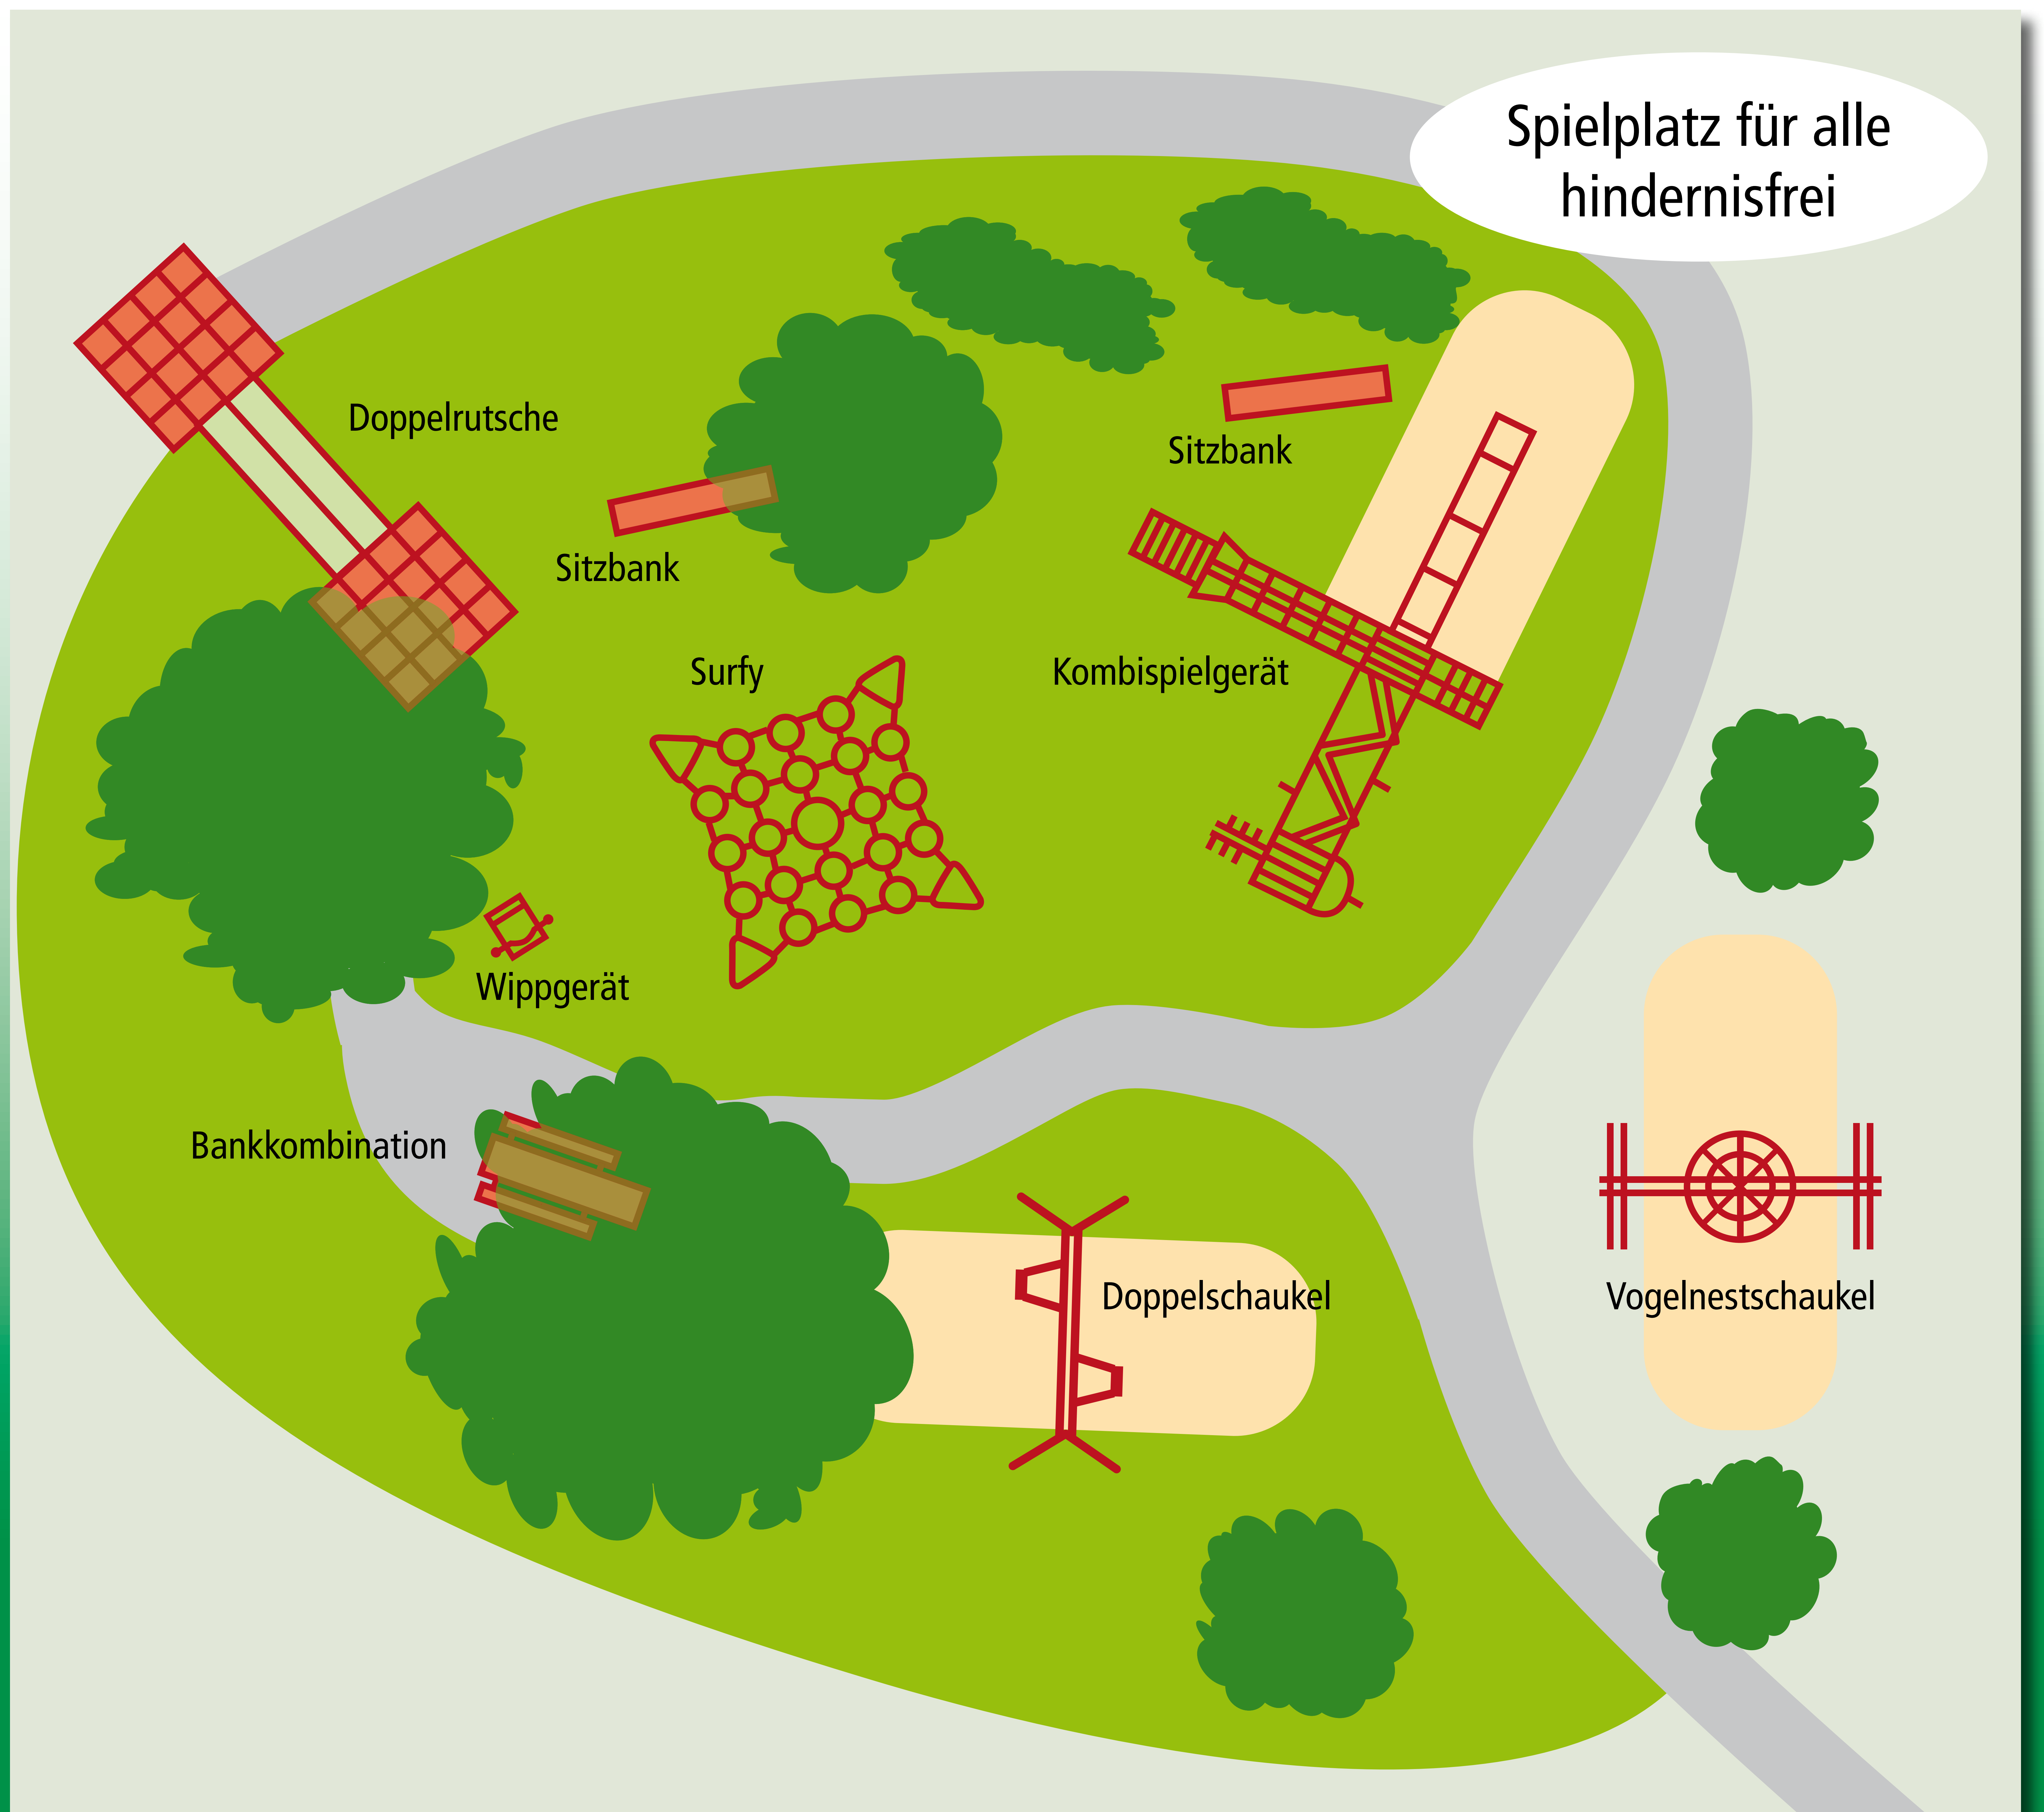 Spielplatz für alle
hindernisfrei
Doppelrutsche
Sitzbank
Sitzbank
Surfy
Kombispielgerät
Wippgerät
Bankkombination
Doppelschaukel
Vogelnestschaukel